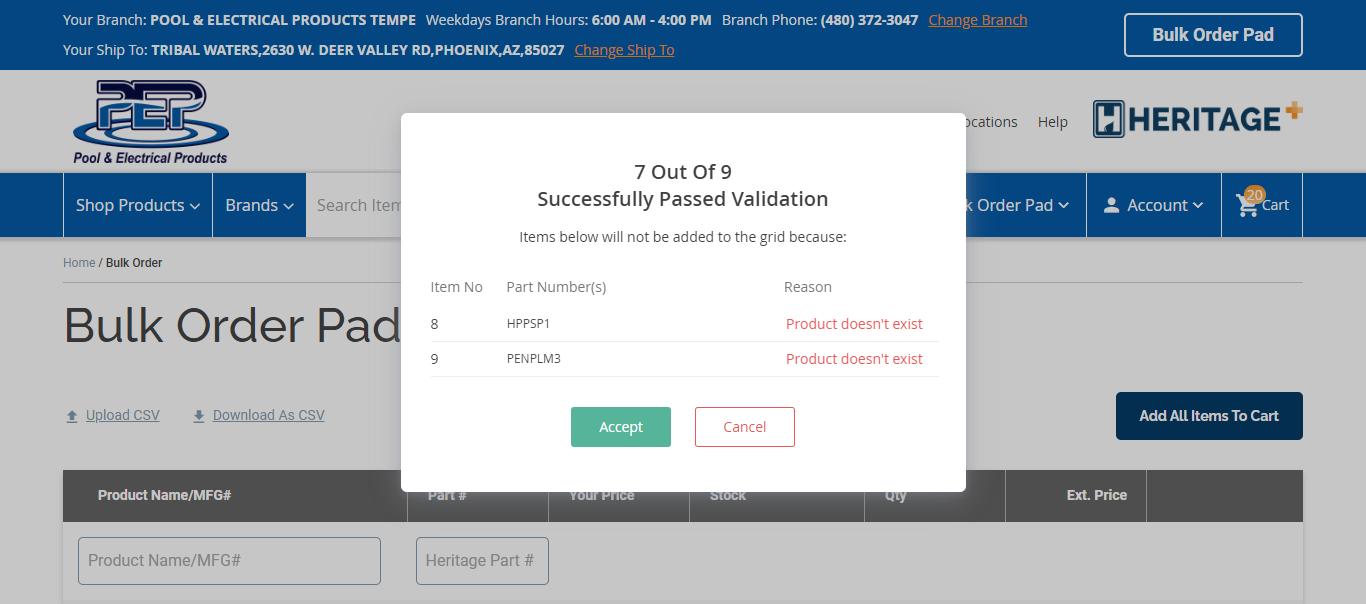 Your Branch: POOL & ELECTRICAL PRODUCTS TEMPE Weekdays Branch Hours: 6:00 AM - 4:00 PM Branch Phone: (480) 372-3047 Change Branch
Bulk Order Pad
Your Ship To: TRIBAL WATERS,2630 W. DEER VALLEY RD,PHOENIX,AZ,85027 Change Ship To
PEP
Pool & Electrical Products
ocations Help
H HERITAGE+
Shop Products Brands Search Item
k Order Pad Account 20 Cart
Home / Bulk Order
Bulk Order Pad
Upload CSV Download As CSV
Add All Items To Cart
7 Out Of 9
Successfully Passed Validation
Items below will not be added to the grid because:
Item No Part Number(s) Reason
8 HPPSP1 Product doesn't exist
9 PENPLM3 Product doesn't exist
Accept Cancel
Product Name/MFG# Part # Your Price Stock Qty Ext. Price
Product Name/MFG# Heritage Part #